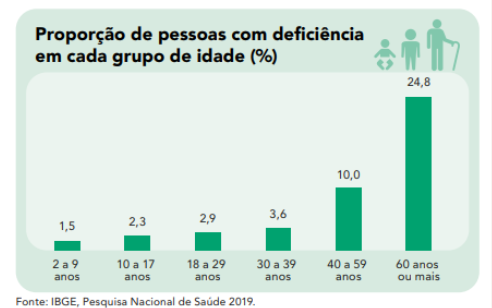 Proporção de pessoas com deficiência
em cada grupo de idade (%)
24,8
10,0
3,6
2,9
2,3
1,5
2 a 9
anos
10 a 17
anos
18 a 29
anos
30 a 39
anos
40 a 59
anos
60 anos
ou mais
Fonte: IBGE, Pesquisa Nacional de Saúde 2019.